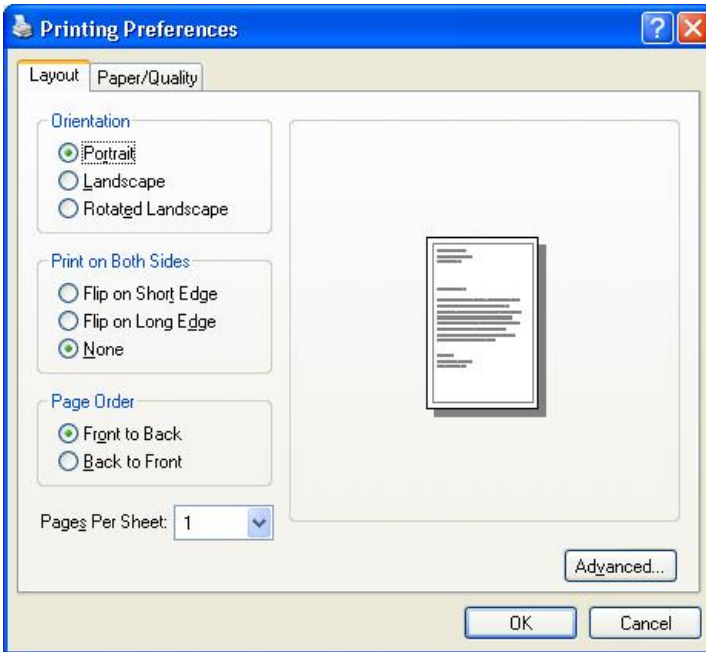 Printing Preferences
Layout Paper/Quality
Orientation
Portrait
Landscape
Rotated Landscape
Print on Both Sides
Flip on Short Edge
Flip on Long Edge
None
Page Order
Front to Back
Back to Front
Pages Per Sheet: 1
Advanced...
OK Cancel